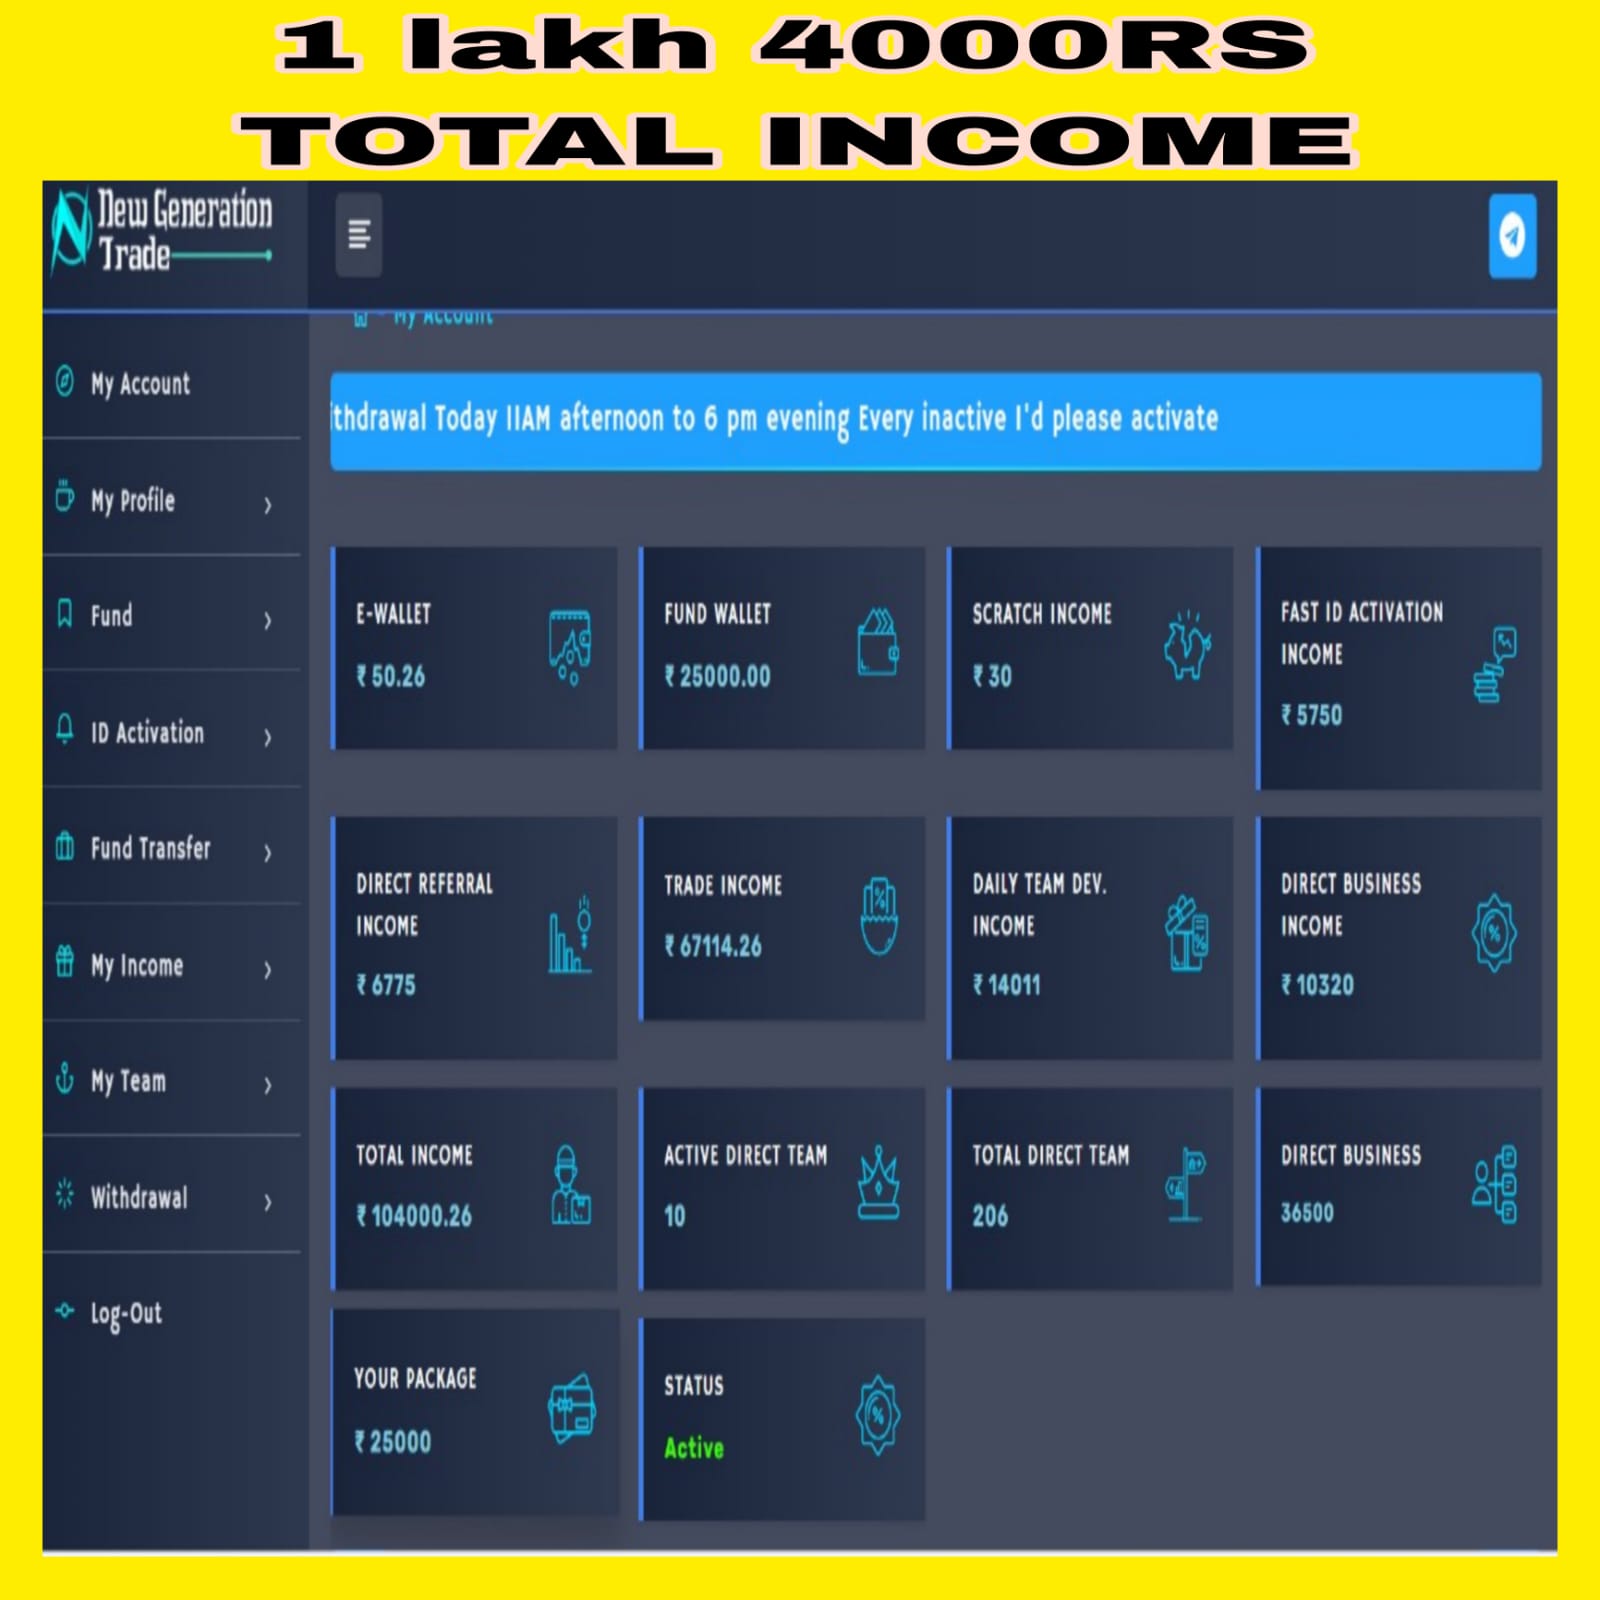 1 lakh 4000RS
TOTAL INCOME
New Generation
Trade
My Account
ithdrawal Today 11AM afternoon to 6 pm evening Every inactive I'd please activate
My Account
My Profile
Fund
ID Activation
Fund Transfer
My Income
My Team
Withdrawal
Log-Out
E-WALLET
₹ 50.26
FUND WALLET
₹ 25000.00
SCRATCH INCOME
₹ 30
FAST ID ACTIVATION
INCOME
₹ 5750
DIRECT REFERRAL
INCOME
₹ 6775
TRADE INCOME
₹ 67114.26
DAILY TEAM DEV.
INCOME
₹ 14011
DIRECT BUSINESS
INCOME
₹ 10320
TOTAL INCOME
₹ 104000.26
ACTIVE DIRECT TEAM
10
TOTAL DIRECT TEAM
206
DIRECT BUSINESS
36500
YOUR PACKAGE
₹ 25000
STATUS
Active